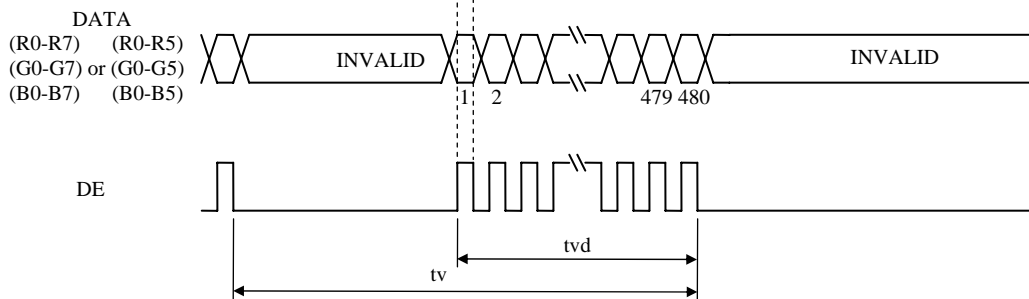 DATA
(R0-R7) (R0-R5)
(G0-G7) or (G0-G5)
(B0-B7) (B0-B5)
INVALID
INVALID
1 2 479 480
DE
tvd
tv